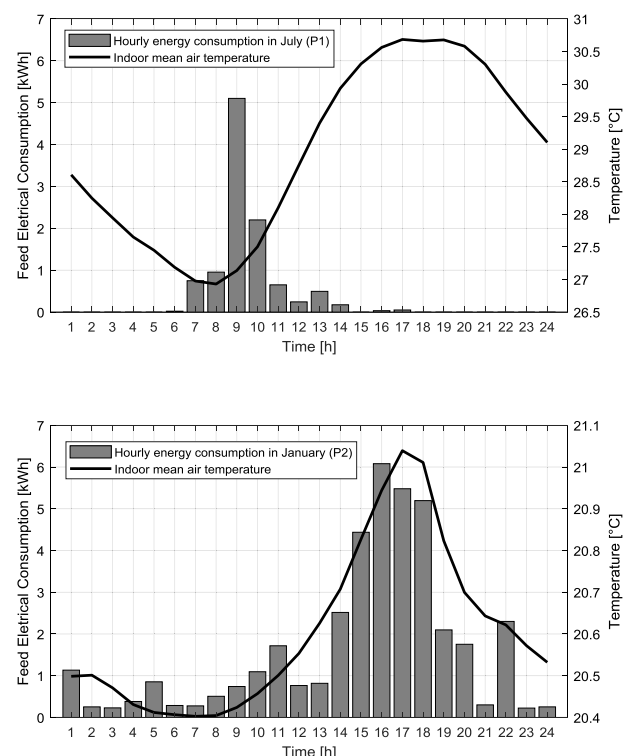 7
6
5
4
3
2
1
0
Feed Eletrical Consumption [kWh]
Hourly energy consumption in July (P1)
Indoor mean air temperature
31
30.5
30
29.5
29
28.5
28
27.5
27
26.5
Temperature [°C]
1 2 3 4 5 6 7 8 9 10 11 12 13 14 15 16 17 18 19 20 21 22 23 24
Time [h]
7
6
5
4
3
2
1
0
Feed Eletrical Consumption [kWh]
Hourly energy consumption in January (P2)
Indoor mean air temperature
21.1
21
20.9
20.8
20.7
20.6
20.5
20.4
Temperature [°C]
1 2 3 4 5 6 7 8 9 10 11 12 13 14 15 16 17 18 19 20 21 22 23 24
Time [h]